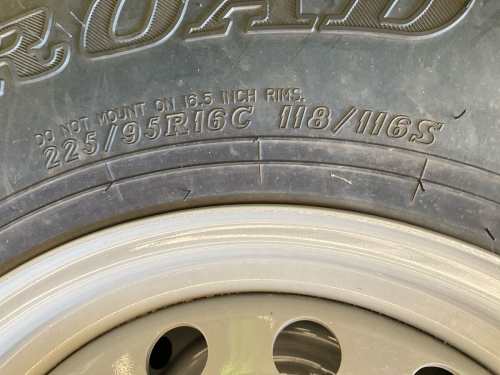 ROAD
DO NOT MOUNT ON 16.5 INCH RIMS.
225/95R16C 118/116S